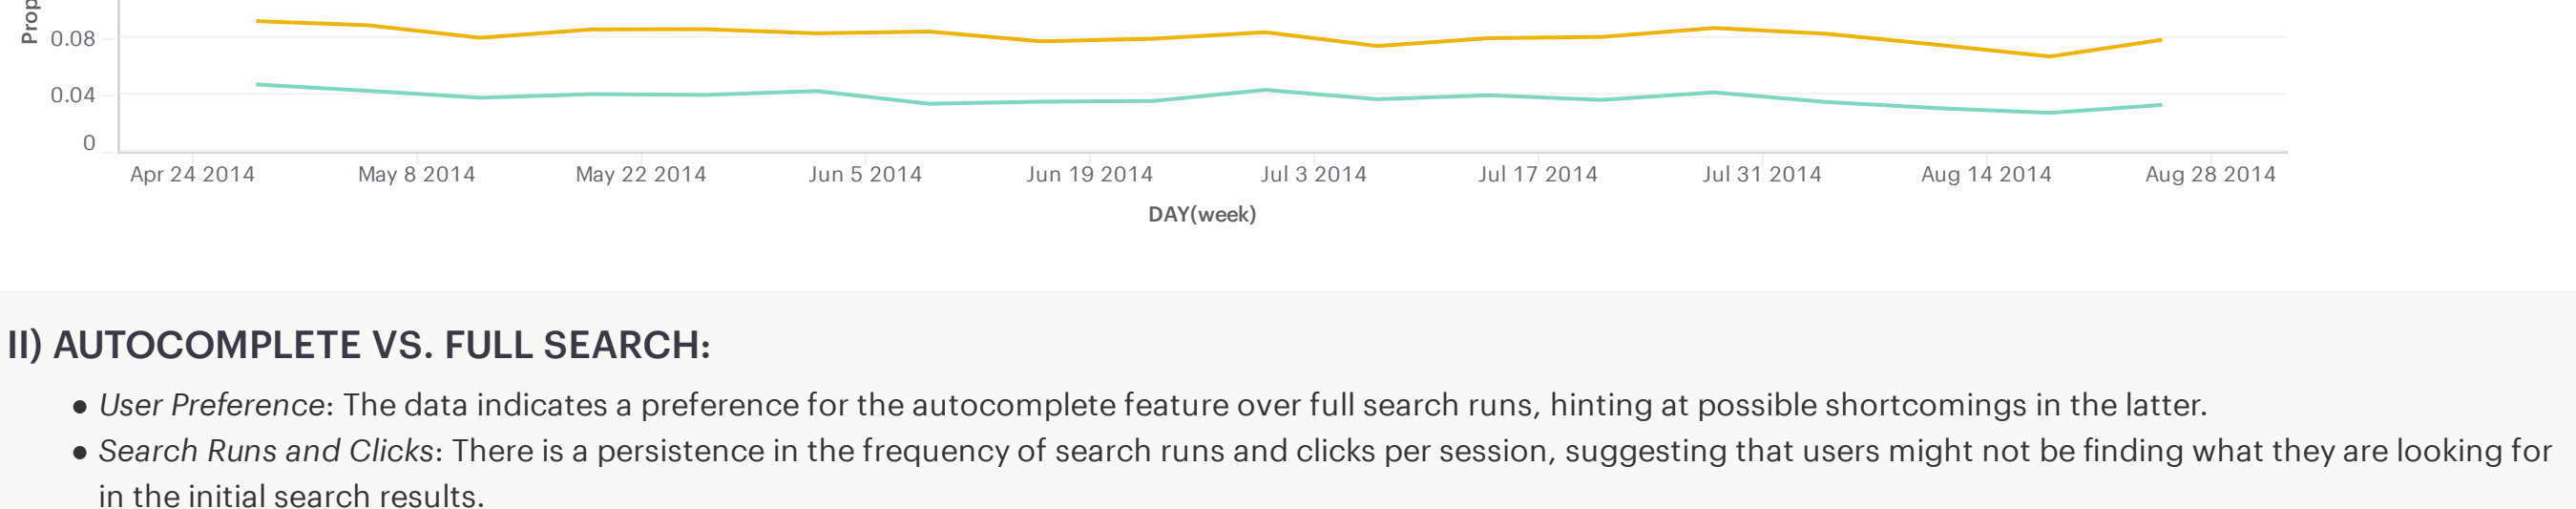 Prop
0.08
0.04
0
Apr 24 2014 May 8 2014 May 22 2014 Jun 5 2014 Jun 19 2014 Jul 3 2014 Jul 17 2014 Jul 31 2014 Aug 14 2014 Aug 28 2014
DAY(week)
II) AUTOCOMPLETE VS. FULL SEARCH:
● User Preference: The data indicates a preference for the autocomplete feature over full search runs, hinting at possible shortcomings in the latter.
● Search Runs and Clicks: There is a persistence in the frequency of search runs and clicks per session, suggesting that users might not be finding what they are looking for
in the initial search results.